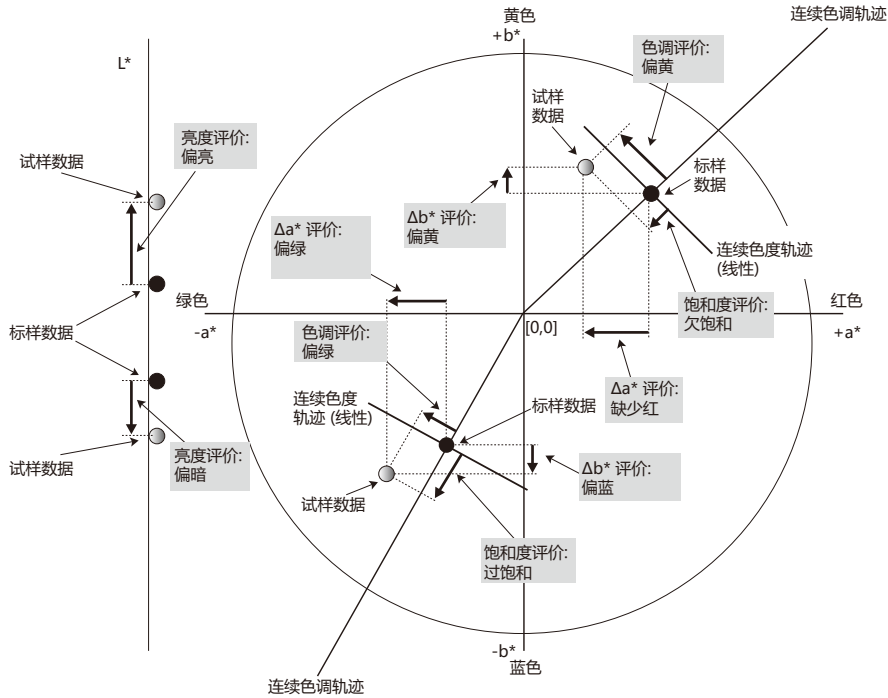 黄色
+b*
连续色调轨迹
L*
色调评价:
偏黄
试样
数据
亮度评价:
偏亮
试样数据
标样
数据
Δb* 评价:
偏黄
Δa* 评价:
偏绿
连续色度轨迹
(线性)
绿色
-a*
红色
+a*
饱和度评价:
欠饱和
[0,0]
标样数据
色调评价:
偏绿
Δa* 评价:
缺少红
连续色度
轨迹 (线性)
标样数据
Δb* 评价:
偏蓝
试样数据
亮度评价:
偏暗
试样数据
饱和度评价:
过饱和
-b*
蓝色
连续色调轨迹